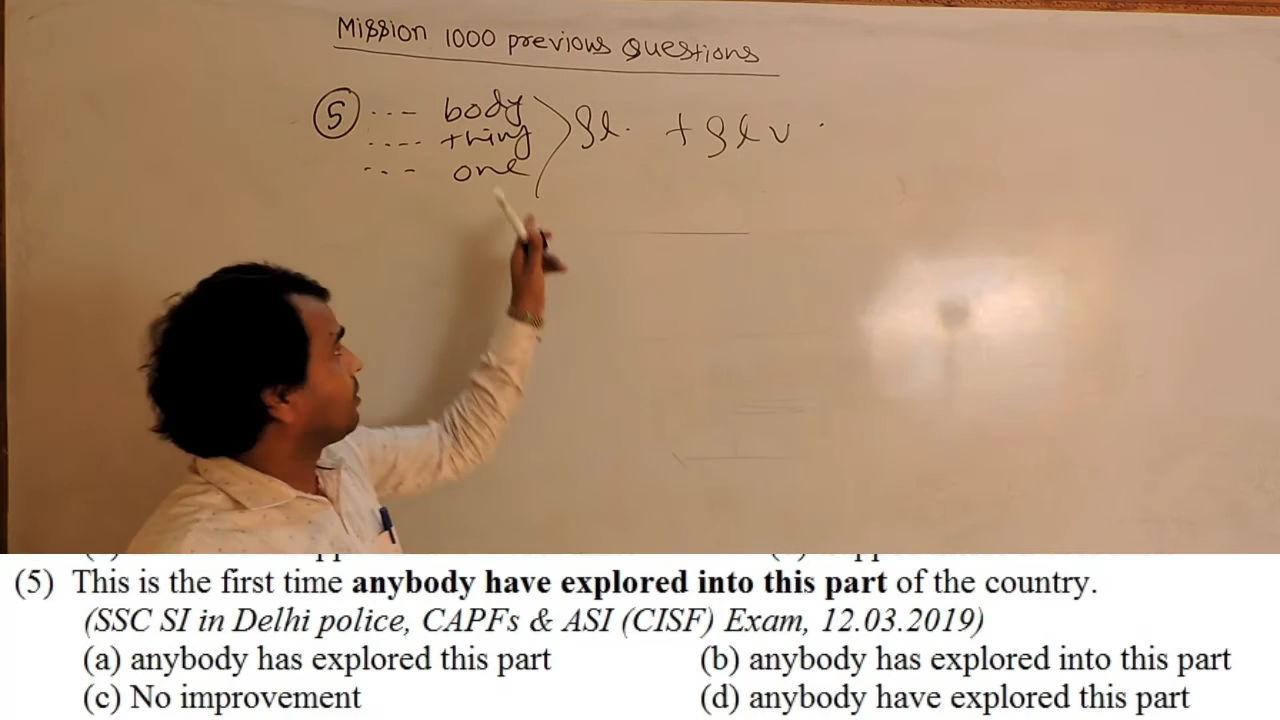 Mission 1000 previous Questions
5 ... body
.... thing
... one
Sl. + Sl v.
(5) This is the first time anybody have explored into this part of the country.
(SSC SI in Delhi police, CAPFs & ASI (CISF) Exam, 12.03.2019)
(a) anybody has explored this part (b) anybody has explored into this part
(c) No improvement (d) anybody have explored this part